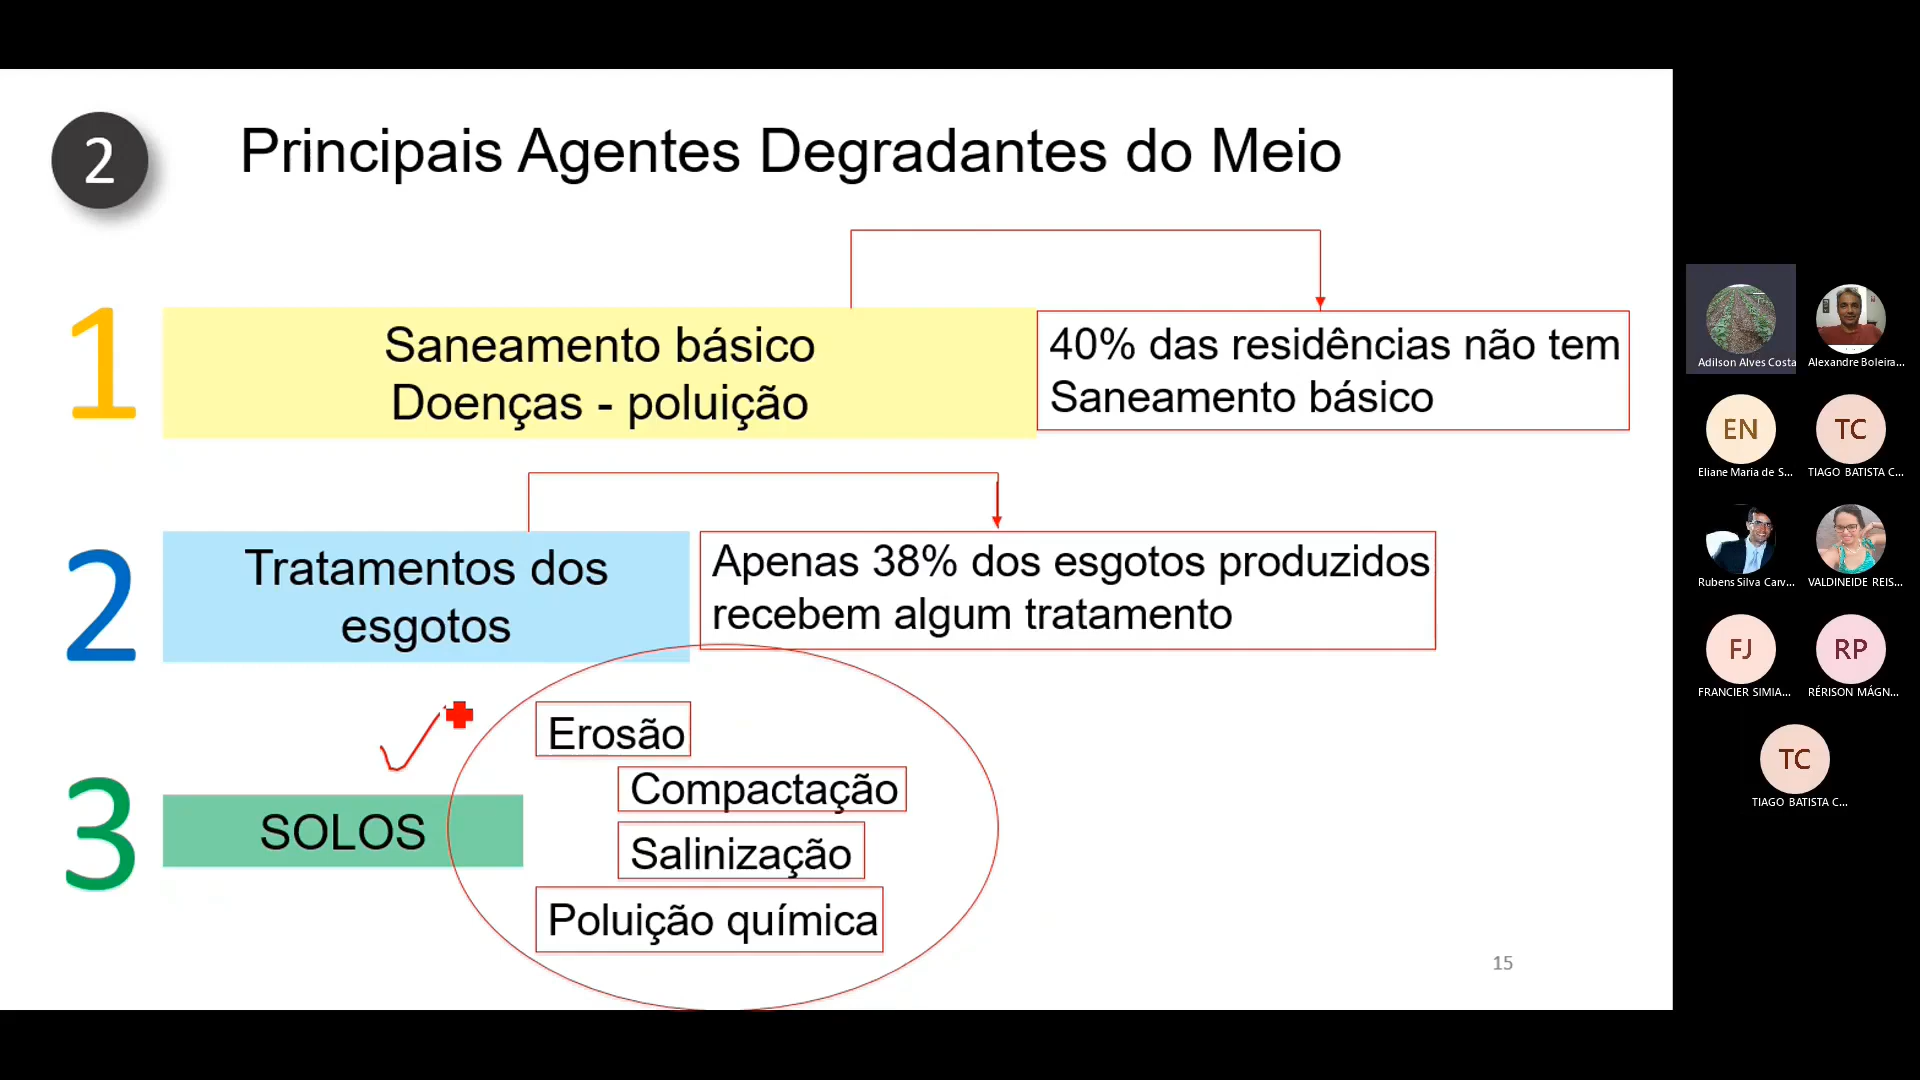 2
Principais Agentes Degradantes do Meio
1
Saneamento básico
Doenças - poluição
40% das residências não tem
Saneamento básico
2
Tratamentos dos
esgotos
Apenas 38% dos esgotos produzidos
recebem algum tratamento
3
SOLOS
Erosão
Compactação
Salinização
Poluição química
15
Adilson Alves Costa
Alexandre Boleira...
EN
Eliane Maria de S...
TC
TIAGO BATISTA C...
Rubens Silva Carv...
VALDINEIDE REIS...
FJ
FRANCIER SIMIA...
RP
RÉRISON MÁGN...
TC
TIAGO BATISTA C...